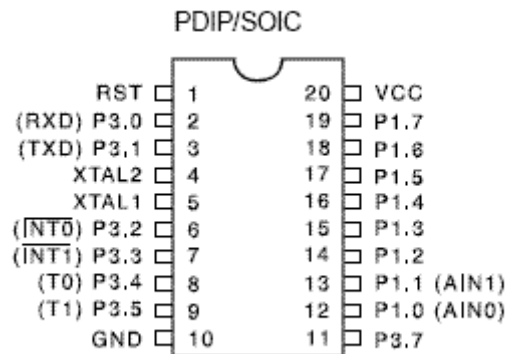 PDIP/SOIC
RST 1 20 VCC
(RXD) P3.0 2 19 P1.7
(TXD) P3.1 3 18 P1.6
XTAL2 4 17 P1.5
XTAL1 5 16 P1.4
(INT0) P3.2 6 15 P1.3
(INT1) P3.3 7 14 P1.2
(T0) P3.4 8 13 P1.1 (AIN1)
(T1) P3.5 9 12 P1.0 (AIN0)
GND 10 11 P3.7